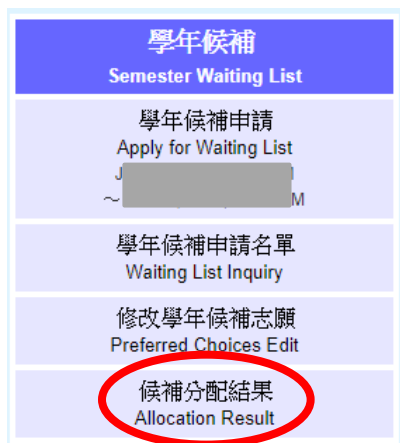 學年候補
Semester Waiting List
學年候補申請
Apply for Waiting List
J
～ M
學年候補申請名單
Waiting List Inquiry
修改學年候補志願
Preferred Choices Edit
候補分配結果
Allocation Result